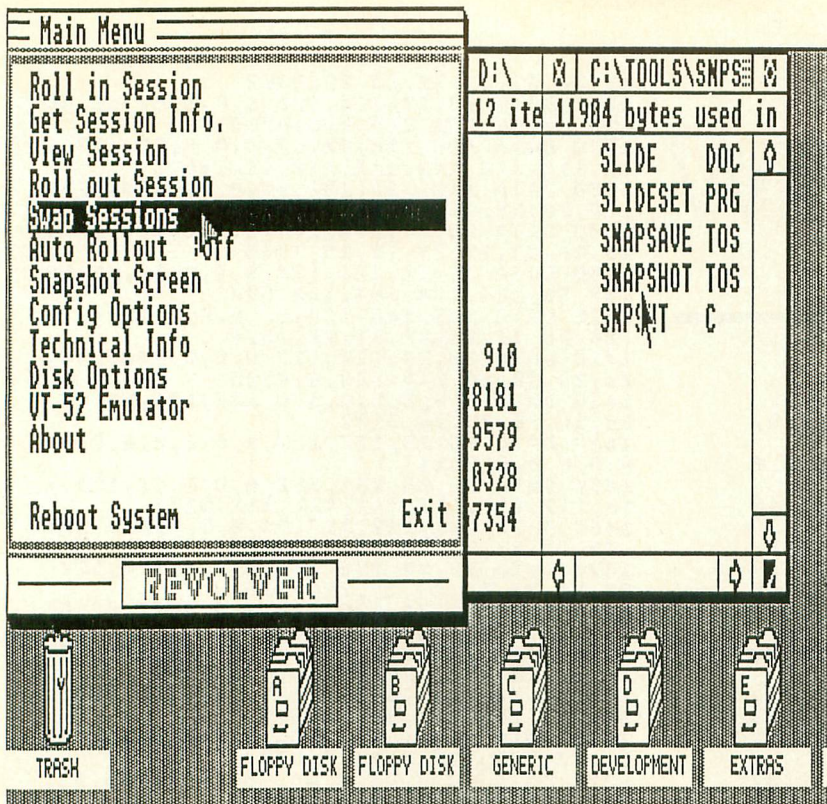 Main Menu
Roll in Session
Get Session Info.
View Session
Roll out Session
Swap Sessions
Auto Rollout :Off
Snapshot Screen
Config Options
Technical Info
Disk Options
VT-52 Emulator
About
Reboot System Exit
REVOLVER
D:\
12 ite
910
8181
9579
0328
7354
C:\TOOLS\SNPS
11984 bytes used in
SLIDE DOC
SLIDESET PRG
SNAPSAVE TOS
SNAPSHOT TOS
C
TRASH
A
FLOPPY DISK
B
FLOPPY DISK
C
GENERIC
D
DEVELOPMENT
E
EXTRAS